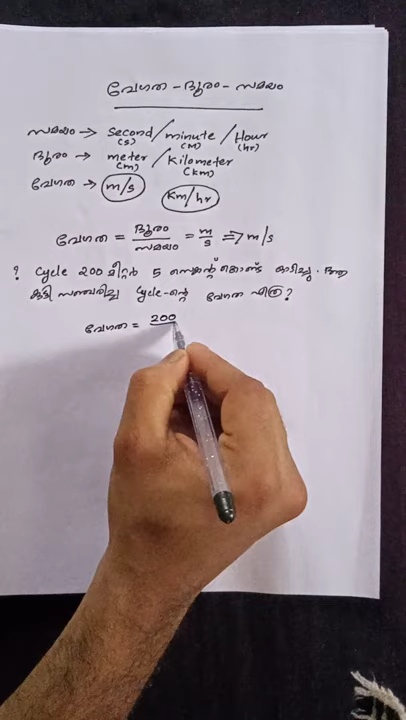 വേഗത - ദൂരം - സമയം
സമയം → Second / minute / Hour
(s) (M) (hr)
ദൂരം → meter / Kilometer
(m) (km)
വേഗത → m/s km/hr
വേഗത = ദൂരം / സമയം = m / s => m/s
? Cycle 200 മീറ്റർ 5 സെക്കന്റ് കൊണ്ട് ഓടിച്ചു.
കുട്ടി സഞ്ചരിച്ച Cycle-ന്റെ വേഗത എത്ര?
വേഗത = 200